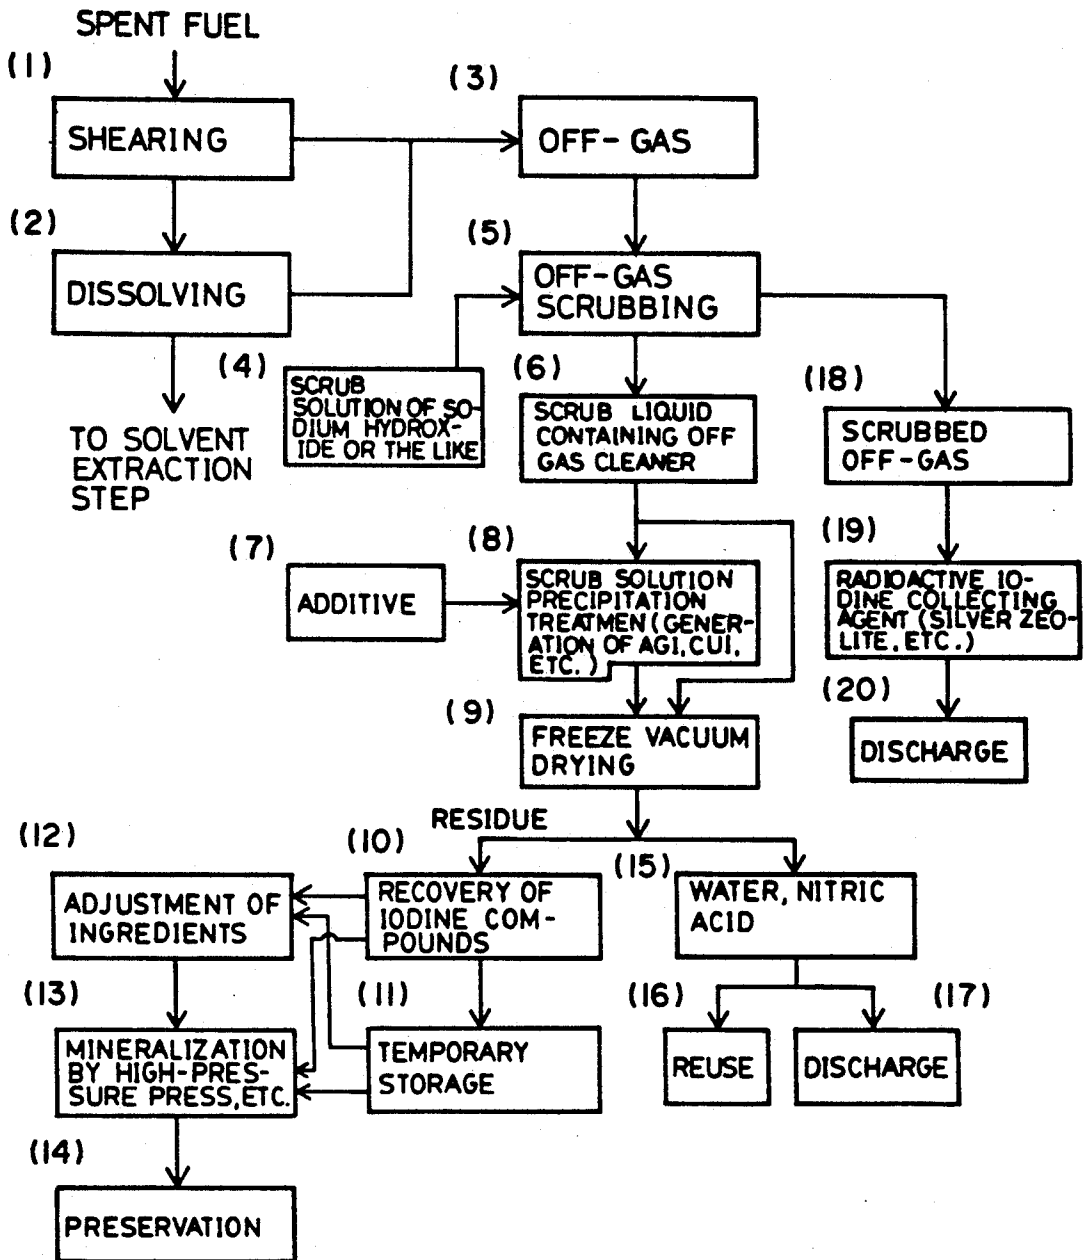 SPENT FUEL
(1)
SHEARING
(3)
OFF-GAS
(2)
DISSOLVING
(5)
OFF-GAS
SCRUBBING
TO SOLVENT
EXTRACTION
STEP
(4)
SCRUB
SOLUTION OF SO-
DIUM HYDROX-
IDE OR THE LIKE
(6)
SCRUB LIQUID
CONTAINING OFF
GAS CLEANER
(18)
SCRUBBED
OFF-GAS
(7)
ADDITIVE
(8)
SCRUB SOLUTION
PRECIPITATION
TREATMEN (GENER-
ATION OF AGI, CUI,
ETC.)
(19)
RADIOACTIVE IO-
DINE COLLECTING
AGENT (SILVER ZEO-
LITE, ETC.)
(9)
FREEZE VACUUM
DRYING
(20)
DISCHARGE
RESIDUE
(12)
ADJUSTMENT OF
INGREDIENTS
(10)
RECOVERY OF
IODINE COM-
POUNDS
(15)
WATER, NITRIC
ACID
(13)
MINERALIZATION
BY HIGH-PRES-
SURE PRESS, ETC.
(11)
TEMPORARY
STORAGE
(16)
REUSE
(17)
DISCHARGE
(14)
PRESERVATION